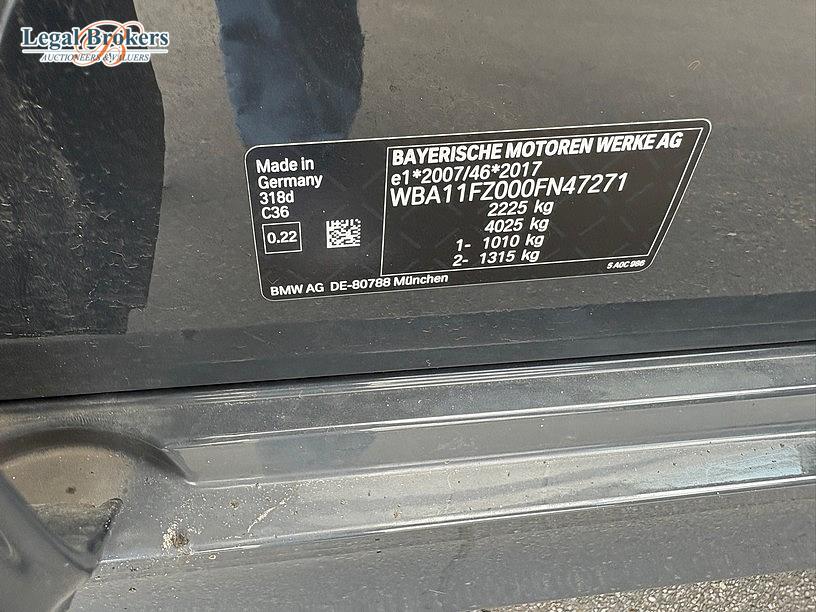 Legal Brokers
AUCTIONEERS & VALUERS
Made in
Germany
318d
C36
0.22
BAYERISCHE MOTOREN WERKE AG
e1*2007/46*2017
WBA11FZ000FN47271
2225 kg
4025 kg
1- 1010 kg
2- 1315 kg
5 A0C 986
BMW AG DE-80788 München